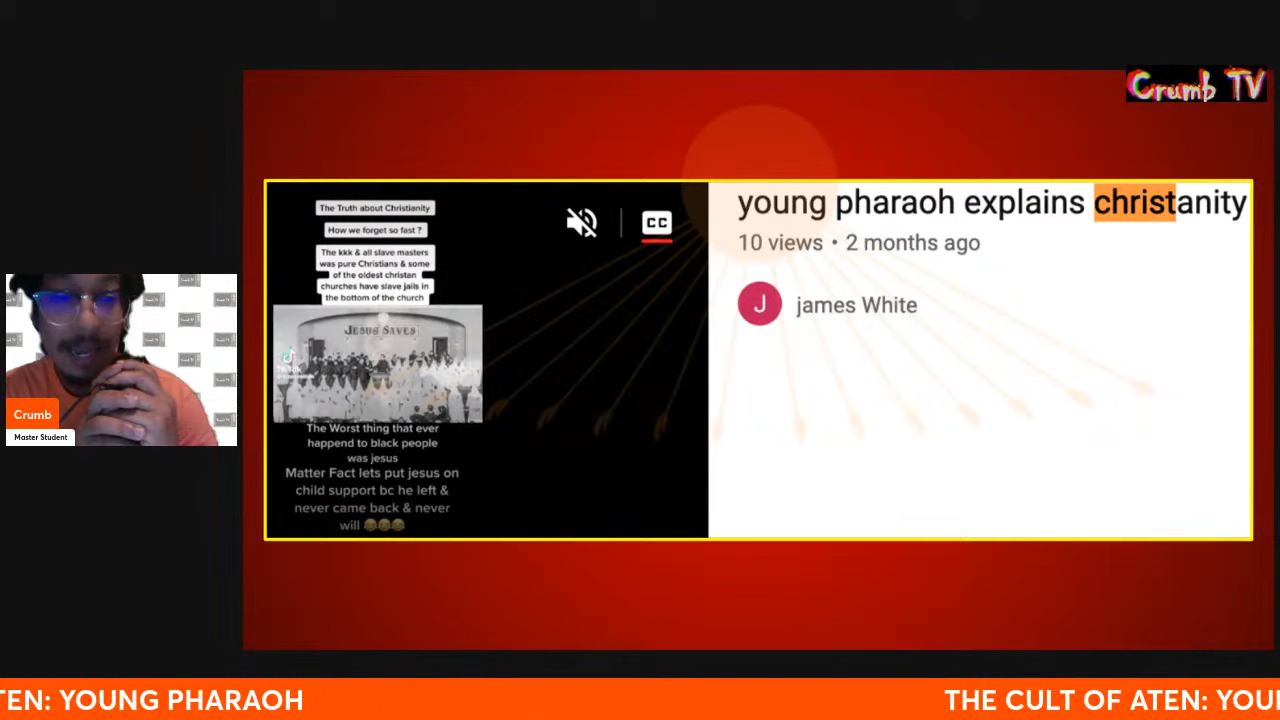 Crumb TV
The Truth about Christianity
How we forget so fast ?
The kkk & all slave masters
was pure Christians & some
of the oldest christan
churches have slave jails in
the bottom of the church
JESUS SAVES
TikTok
The Worst thing that ever
happend to black people
was jesus
Matter Fact lets put jesus on
child support bc he left &
never came back & never
will 😂😂😂
CC
young pharaoh explains christanity
10 views • 2 months ago
J
james White
Crumb
Master Student
TEN: YOUNG PHARAOH
THE CULT OF ATEN: YOU